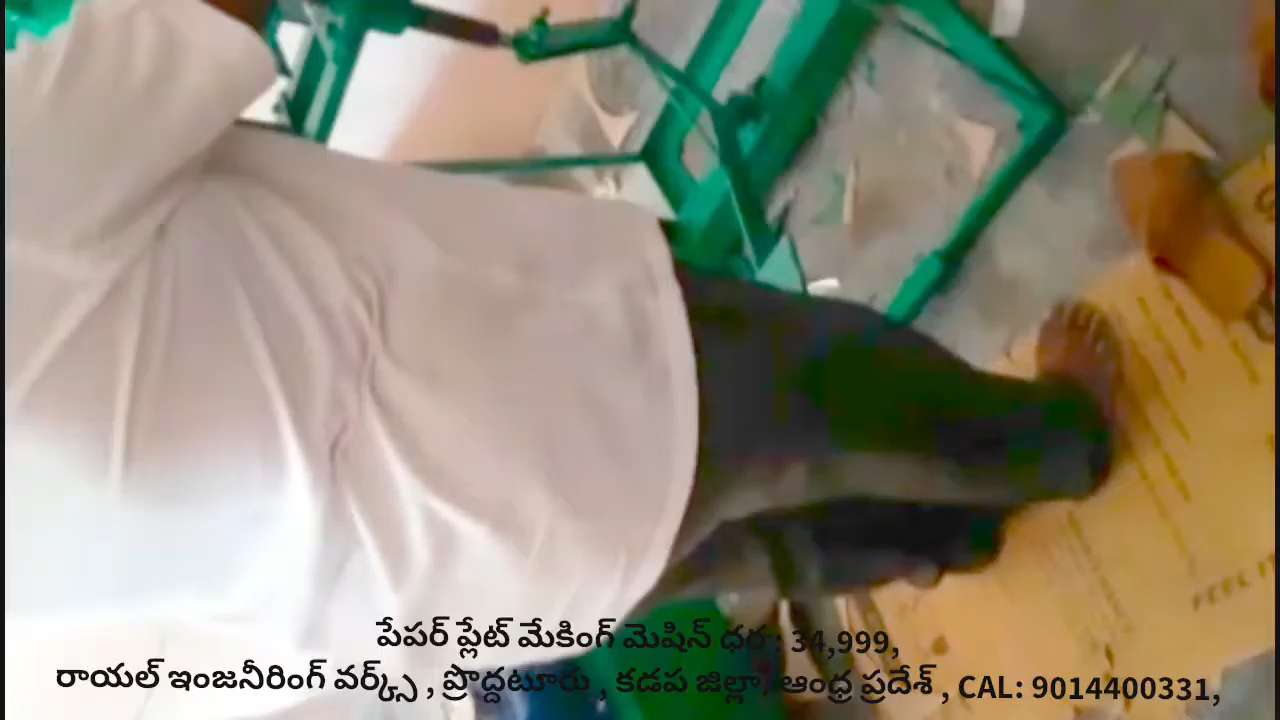 పేపర్ ప్లేట్ మేకింగ్ మెషిన్ ధర : 34,999,
రాయల్ ఇంజనీరింగ్ వర్క్స్ , ప్రొద్దటూరు , కడప జిల్లా, ఆంధ్ర ప్రదేశ్ , CAL: 9014400331,